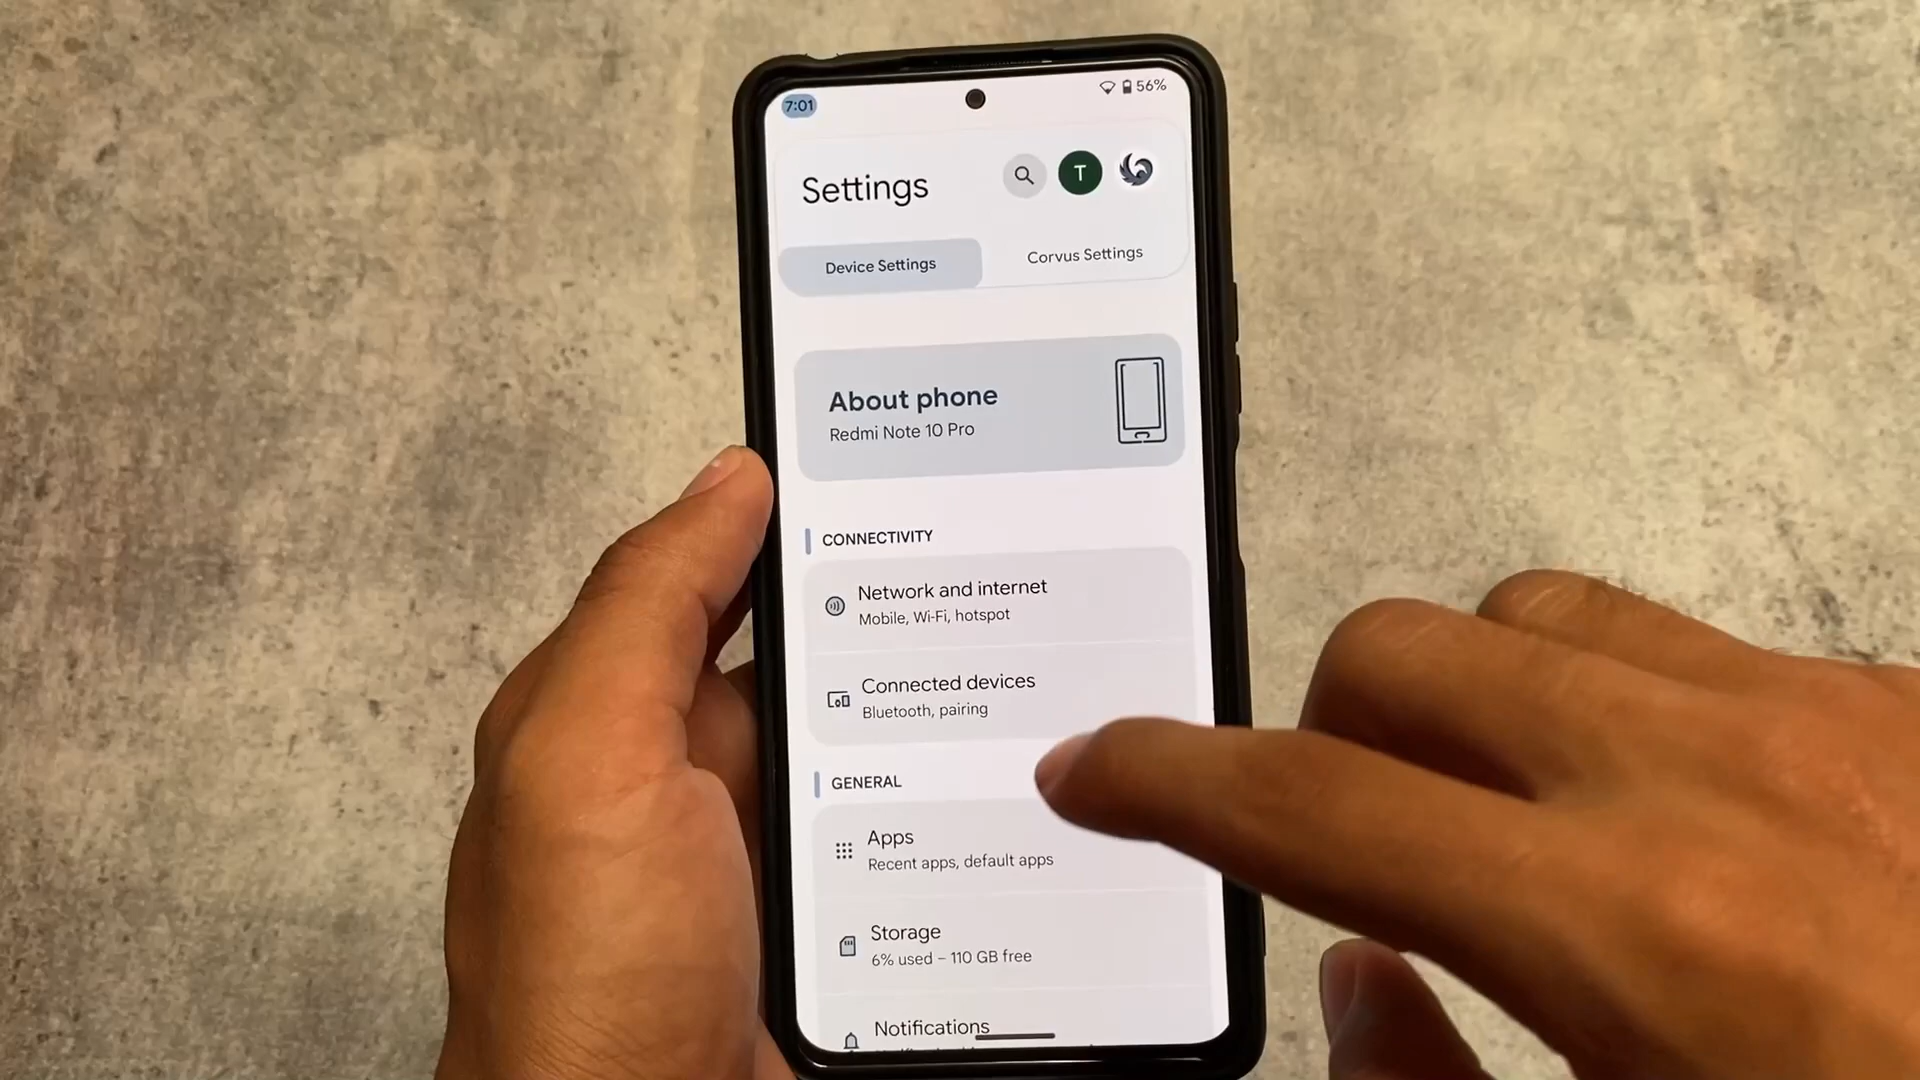 7:01
56%
Settings
T
Device Settings
Corvus Settings
About phone
Redmi Note 10 Pro
CONNECTIVITY
Network and internet
Mobile, Wi-Fi, hotspot
Connected devices
Bluetooth, pairing
GENERAL
Apps
Recent apps, default apps
Storage
6% used – 110 GB free
Notifications